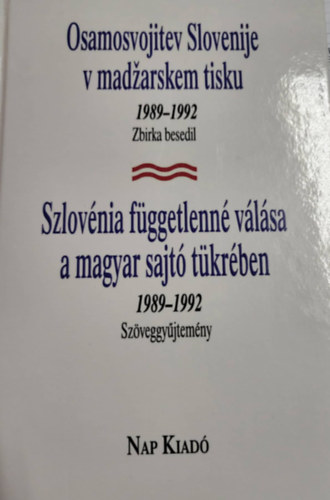 Osamosvojitev Slovenije
v madžarskem tisku
1989–1992
Zbirka besedil
Szlovénia függetlenné válása
a magyar sajtó tükrében
1989–1992
Szöveggyűjtemény
NAP KIADÓ